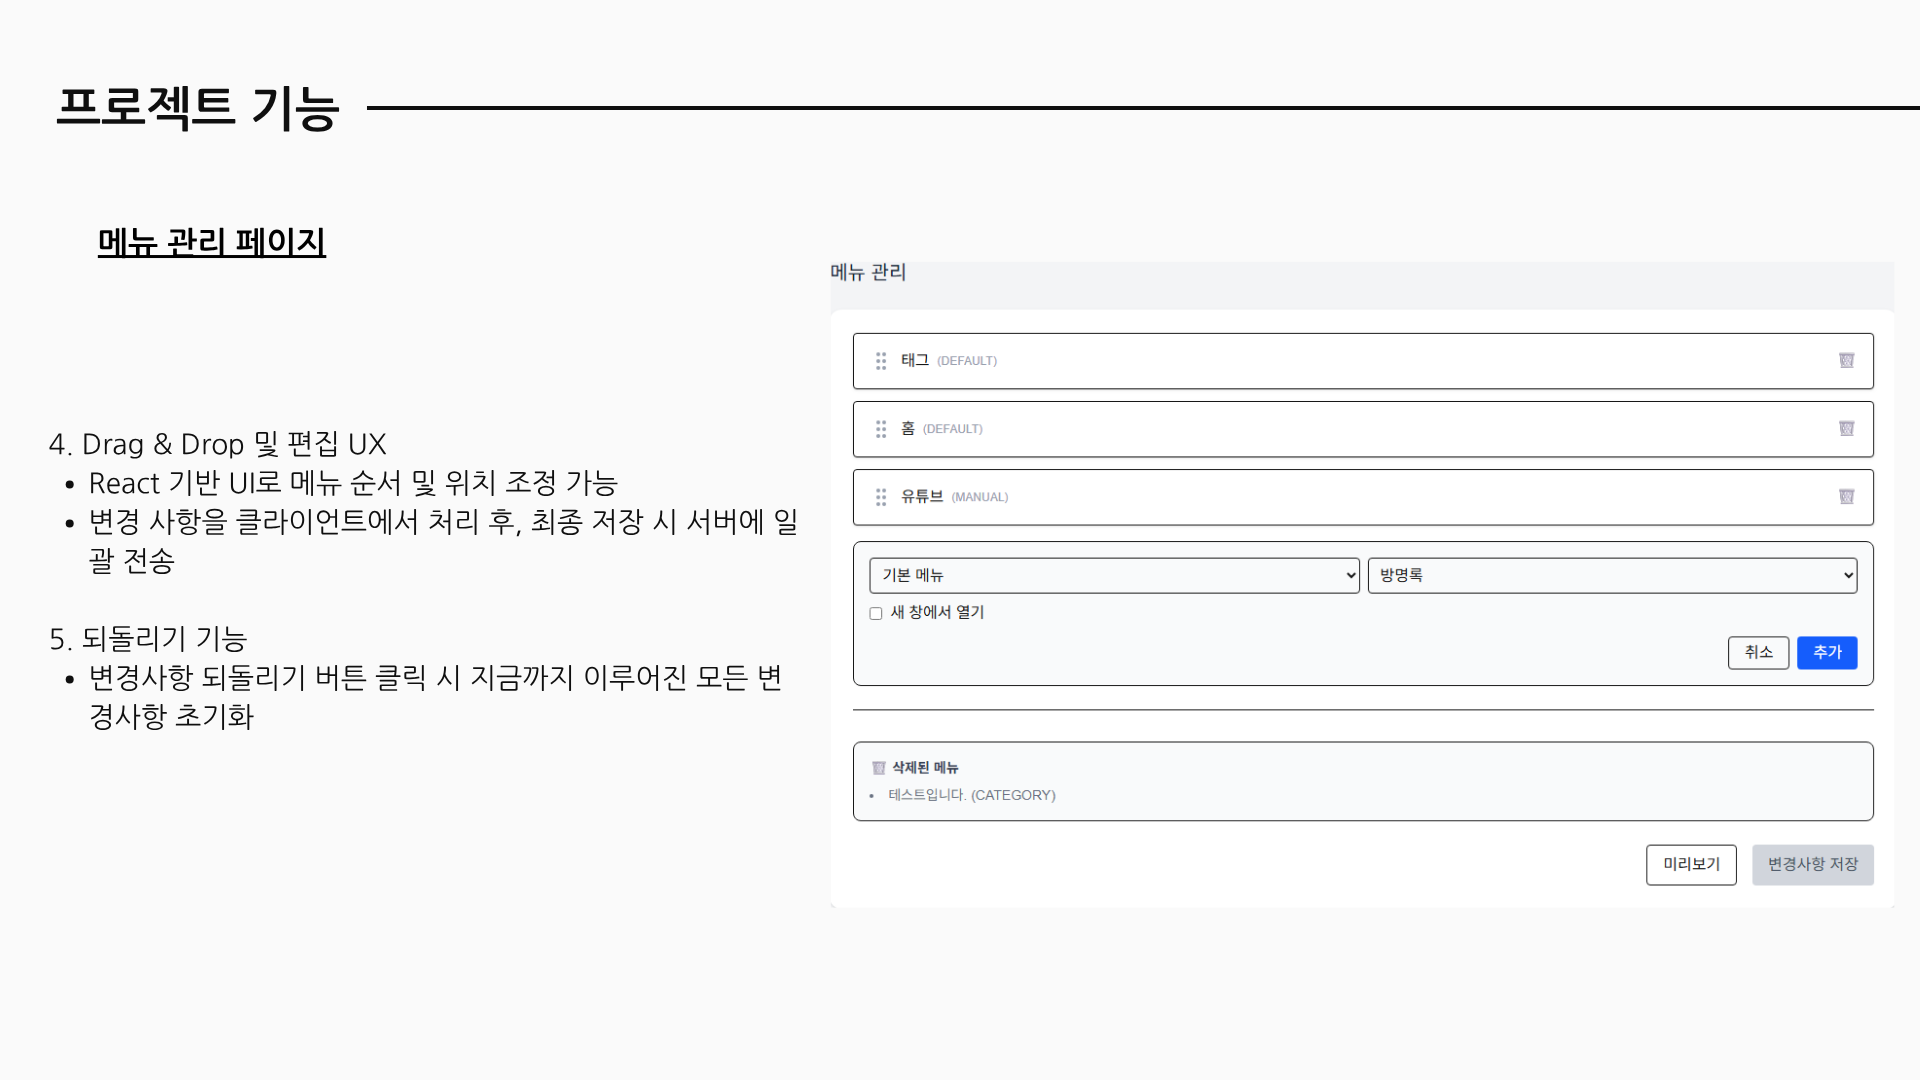 프로젝트 기능
메뉴 관리 페이지
4. Drag & Drop 및 편집 UX
• React 기반 UI로 메뉴 순서 및 위치 조정 가능
• 변경 사항을 클라이언트에서 처리 후, 최종 저장 시 서버에 일
괄 전송
5. 되돌리기 기능
• 변경사항 되돌리기 버튼 클릭 시 지금까지 이루어진 모든 변
경사항 초기화
메뉴 관리
태그 (DEFAULT)
홈 (DEFAULT)
유튜브 (MANUAL)
기본 메뉴 방명록
새 창에서 열기
취소 추가
삭제된 메뉴
• 테스트입니다. (CATEGORY)
미리보기 변경사항 저장